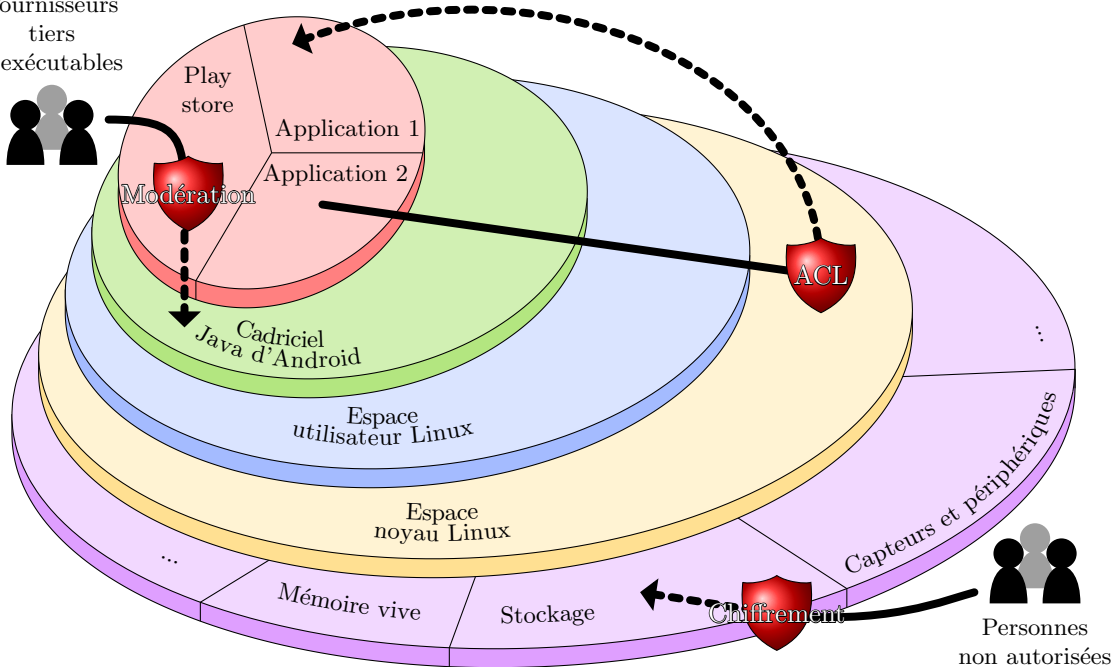 ournisseurs
tiers
exécutables
Play
store
Application 1
Application 2
Modération
ACL
Cadriciel
Java d'Android
Espace
utilisateur Linux
Espace
noyau Linux
...
Capteurs et périphériques
...
Mémoire vive
Stockage
Chiffrement
Personnes
non autorisées